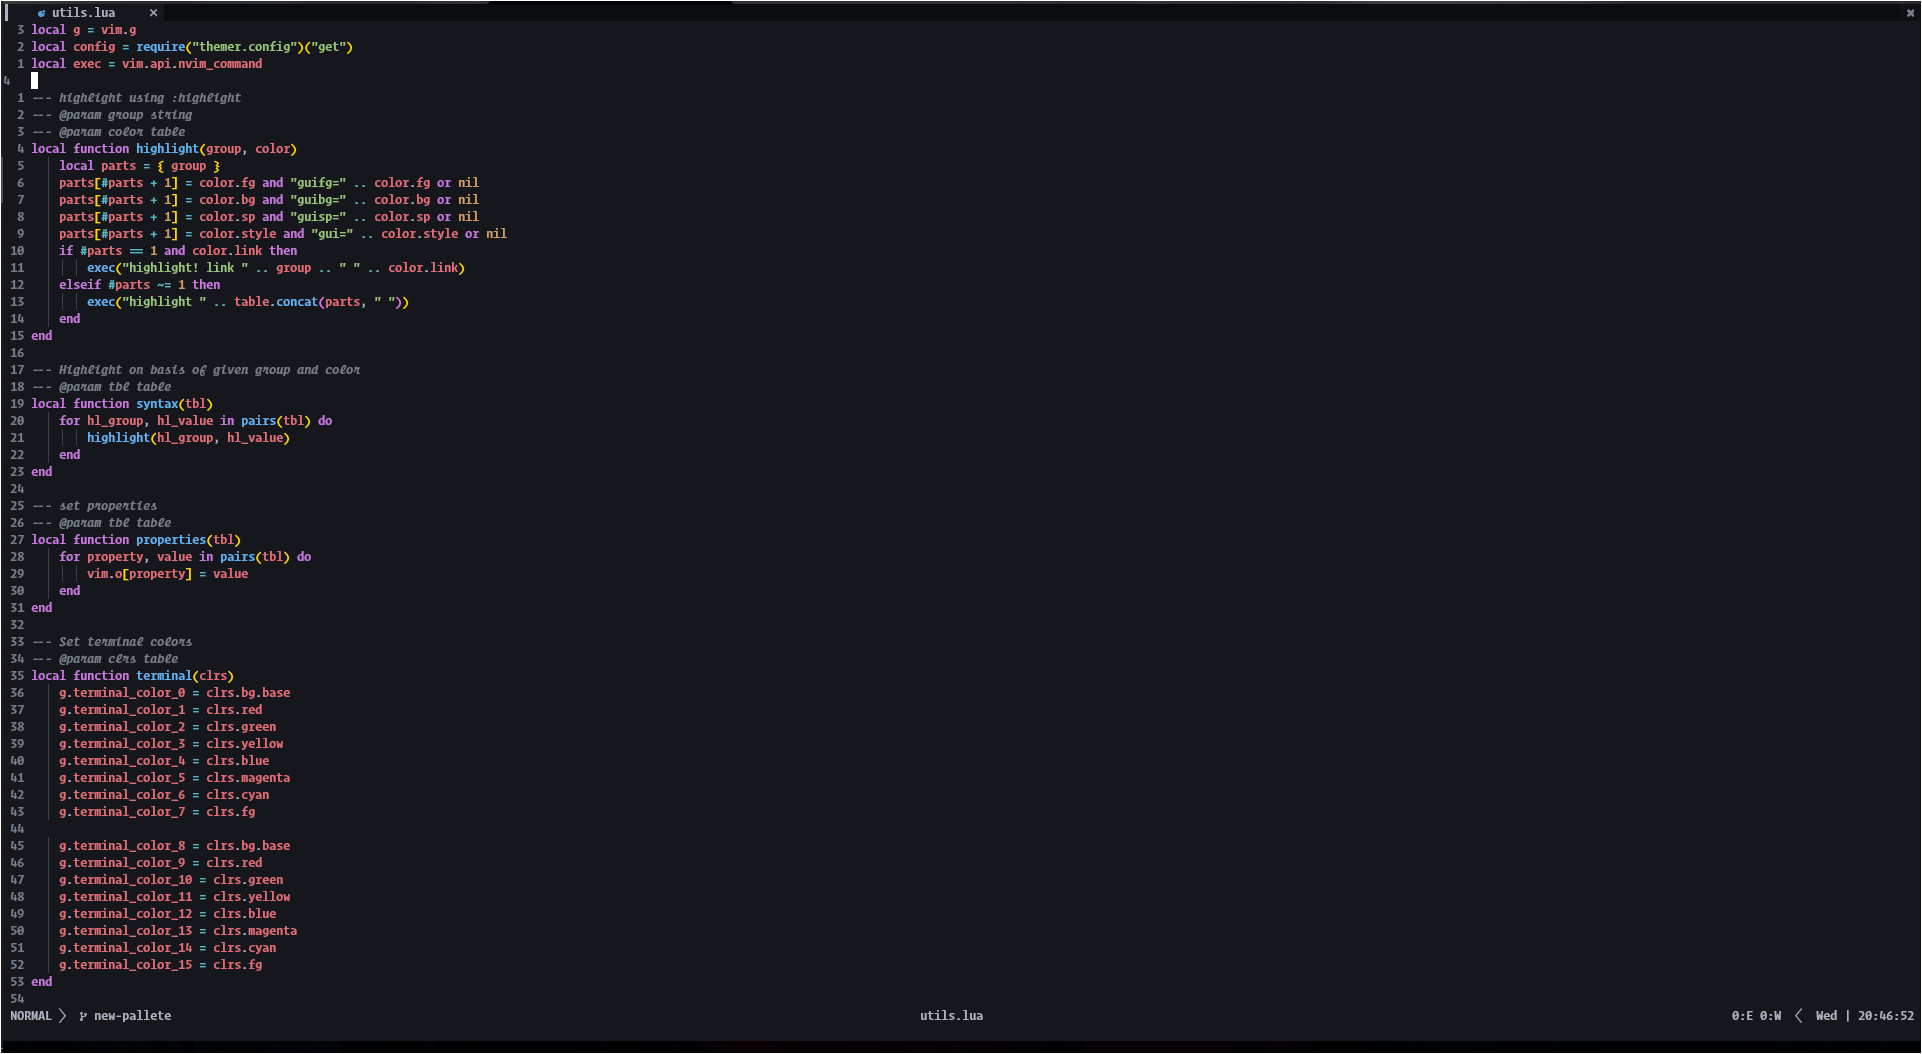 utils.lua ×
3 local g = vim.g
2 local config = require("themer.config")("get")
1 local exec = vim.api.nvim_command
4
1 --- highlight using :highlight
2 --- @param group string
3 --- @param color table
4 local function highlight(group, color)
5     local parts = { group }
6     parts[#parts + 1] = color.fg and "guifg=" .. color.fg or nil
7     parts[#parts + 1] = color.bg and "guibg=" .. color.bg or nil
8     parts[#parts + 1] = color.sp and "guisp=" .. color.sp or nil
9     parts[#parts + 1] = color.style and "gui=" .. color.style or nil
10     if #parts == 1 and color.link then
11         exec("highlight! link " .. group .. " " .. color.link)
12     elseif #parts ~= 1 then
13         exec("highlight " .. table.concat(parts, " "))
14     end
15 end
16
17 --- Highlight on basis of given group and color
18 --- @param tbl table
19 local function syntax(tbl)
20     for hl_group, hl_value in pairs(tbl) do
21         highlight(hl_group, hl_value)
22     end
23 end
24
25 --- set properties
26 --- @param tbl table
27 local function properties(tbl)
28     for property, value in pairs(tbl) do
29         vim.o[property] = value
30     end
31 end
32
33 --- Set terminal colors
34 --- @param clrs table
35 local function terminal(clrs)
36     g.terminal_color_0 = clrs.bg.base
37     g.terminal_color_1 = clrs.red
38     g.terminal_color_2 = clrs.green
39     g.terminal_color_3 = clrs.yellow
40     g.terminal_color_4 = clrs.blue
41     g.terminal_color_5 = clrs.magenta
42     g.terminal_color_6 = clrs.cyan
43     g.terminal_color_7 = clrs.fg
44
45     g.terminal_color_8 = clrs.bg.base
46     g.terminal_color_9 = clrs.red
47     g.terminal_color_10 = clrs.green
48     g.terminal_color_11 = clrs.yellow
49     g.terminal_color_12 = clrs.blue
50     g.terminal_color_13 = clrs.magenta
51     g.terminal_color_14 = clrs.cyan
52     g.terminal_color_15 = clrs.fg
53 end
54
NORMAL new-pallete utils.lua 0:E 0:W Wed | 20:46:52